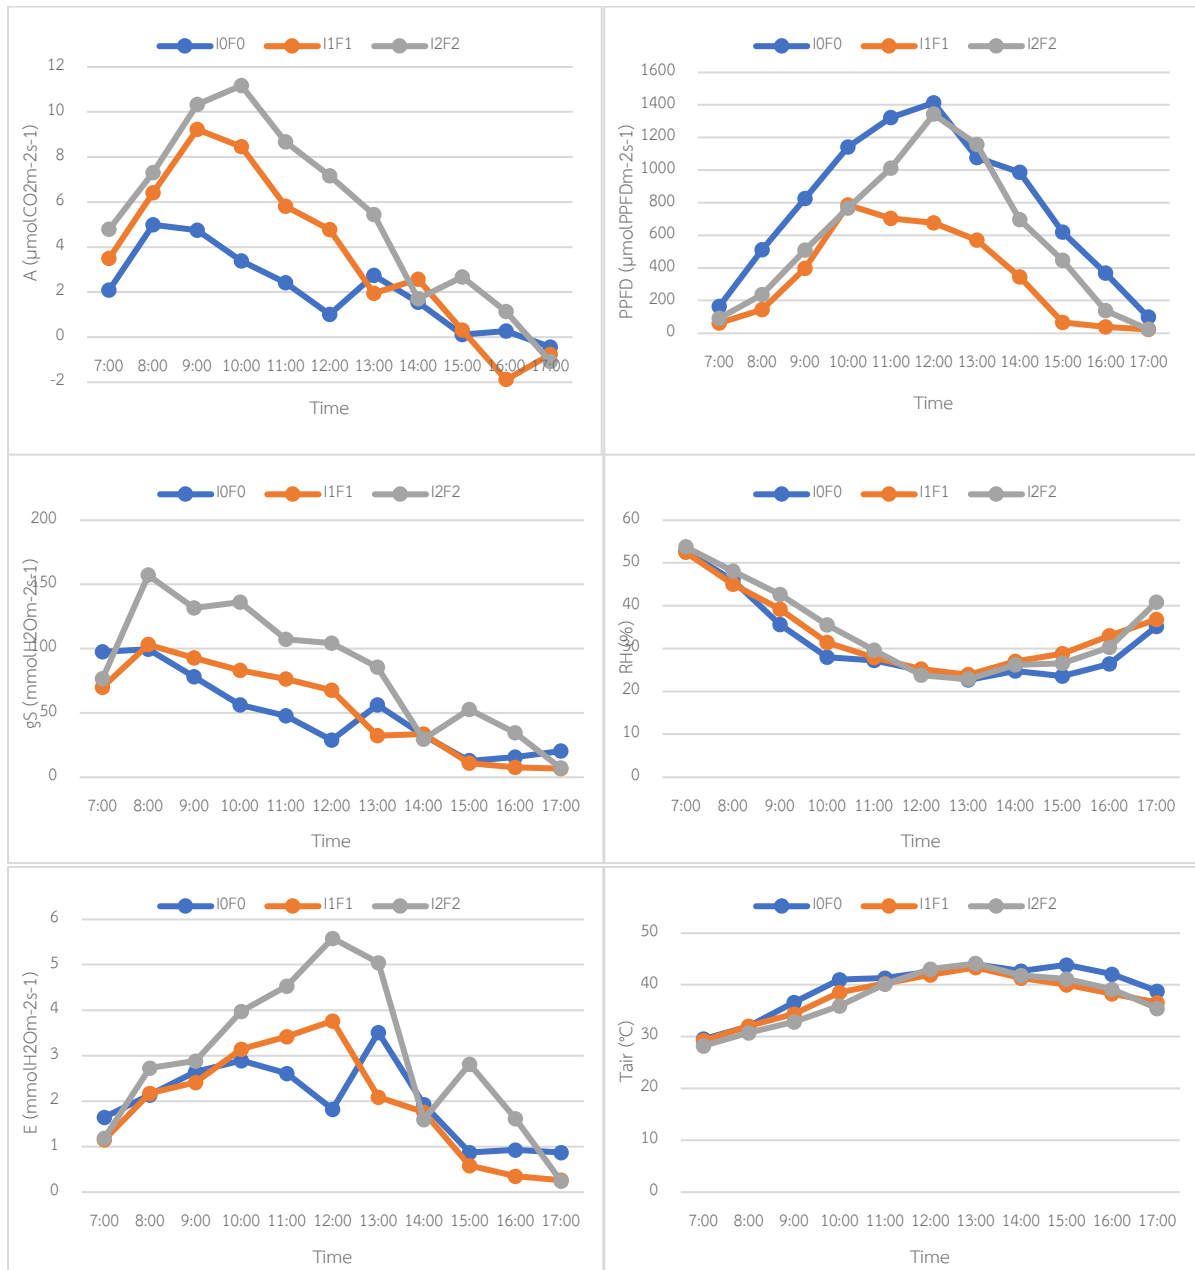 I0F0 I1F1 I2F2
12
10
8
6
4
2
0
-2
A (µmolCO2m-2s-1)
7:00 8:00 9:00 10:00 11:00 12:00 13:00 14:00 15:00 16:00 17:00
Time
I0F0 I1F1 I2F2
1600
1400
1200
1000
800
600
400
200
0
PPFD (µmolPPFDm-2s-1)
7:00 8:00 9:00 10:00 11:00 12:00 13:00 14:00 15:00 16:00 17:00
Time
I0F0 I1F1 I2F2
200
150
100
50
0
gS (mmolH2Om-2s-1)
7:00 8:00 9:00 10:00 11:00 12:00 13:00 14:00 15:00 16:00 17:00
Time
I0F0 I1F1 I2F2
60
50
40
30
20
10
0
RH (%)
7:00 8:00 9:00 10:00 11:00 12:00 13:00 14:00 15:00 16:00 17:00
Time
I0F0 I1F1 I2F2
6
5
4
3
2
1
0
E (mmolH2Om-2s-1)
7:00 8:00 9:00 10:00 11:00 12:00 13:00 14:00 15:00 16:00 17:00
Time
I0F0 I1F1 I2F2
50
40
30
20
10
0
Tair (°C)
7:00 8:00 9:00 10:00 11:00 12:00 13:00 14:00 15:00 16:00 17:00
Time